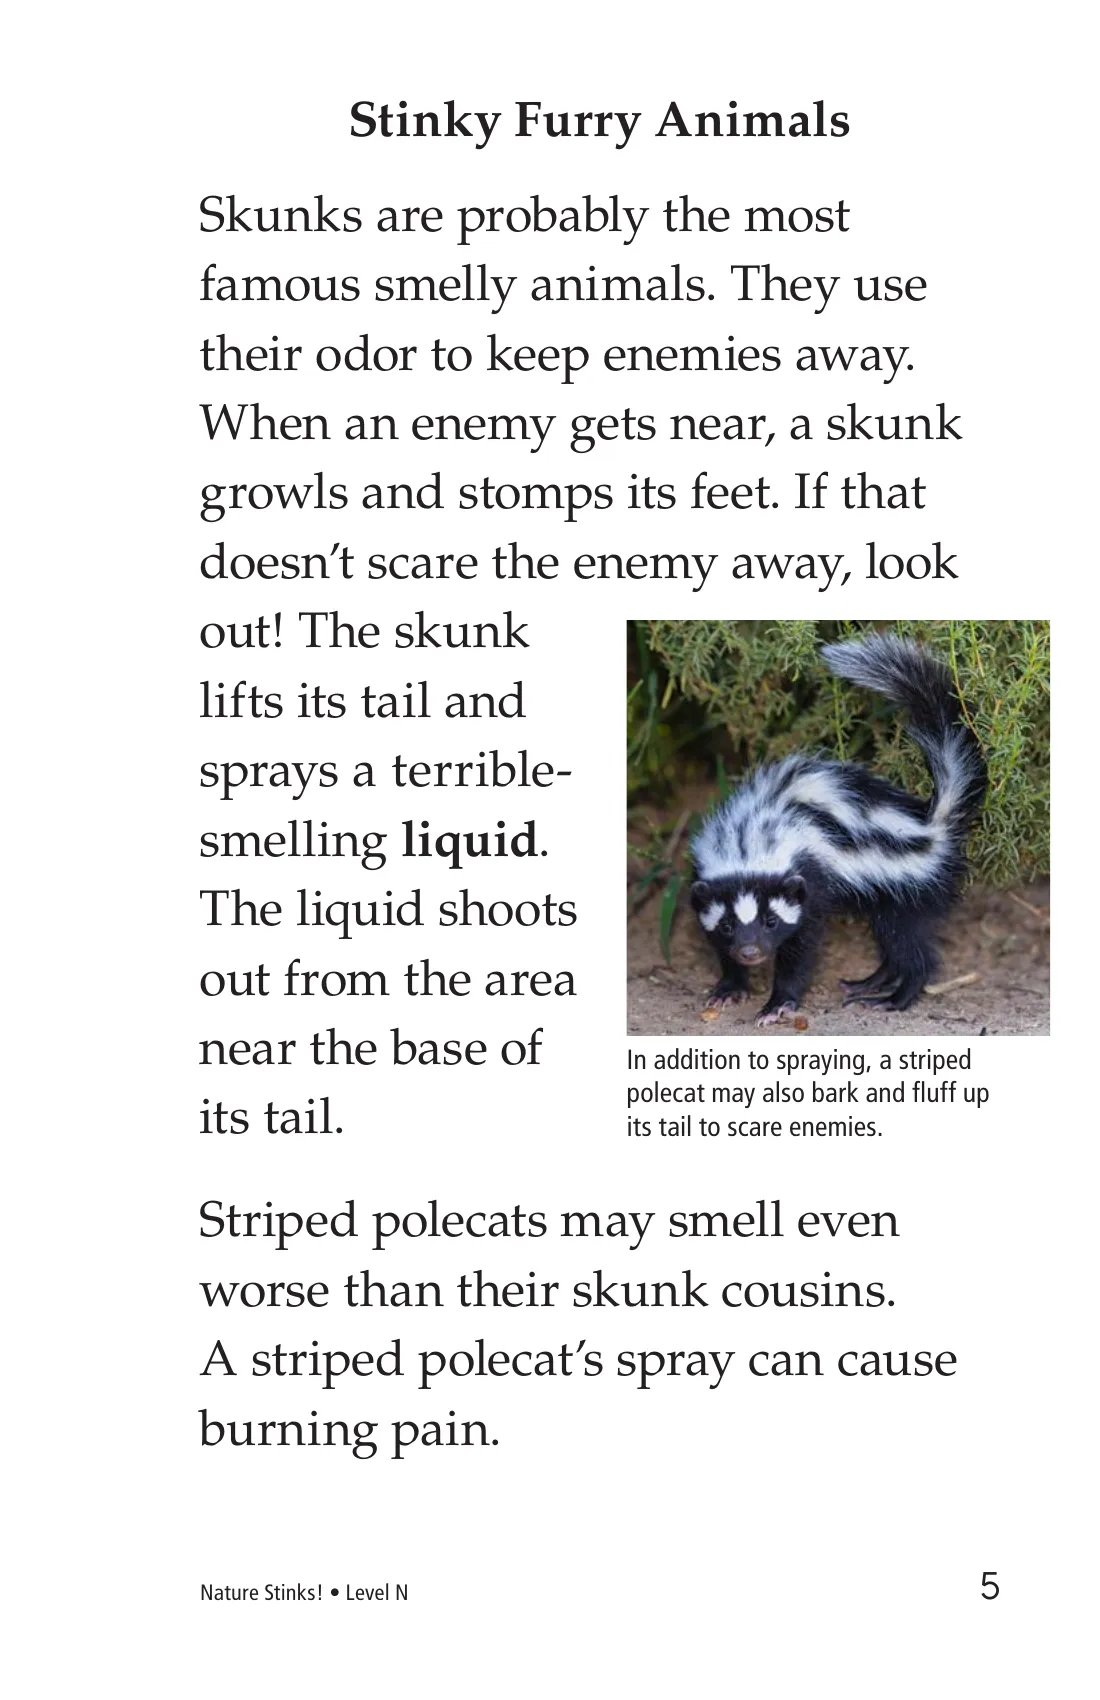 Stinky Furry Animals
Skunks are probably the most
famous smelly animals. They use
their odor to keep enemies away.
When an enemy gets near, a skunk
growls and stomps its feet. If that
doesn’t scare the enemy away, look
out! The skunk
lifts its tail and
sprays a terrible-
smelling liquid.
The liquid shoots
out from the area
near the base of
its tail.
In addition to spraying, a striped
polecat may also bark and fluff up
its tail to scare enemies.
Striped polecats may smell even
worse than their skunk cousins.
A striped polecat’s spray can cause
burning pain.
Nature Stinks! • Level N
5